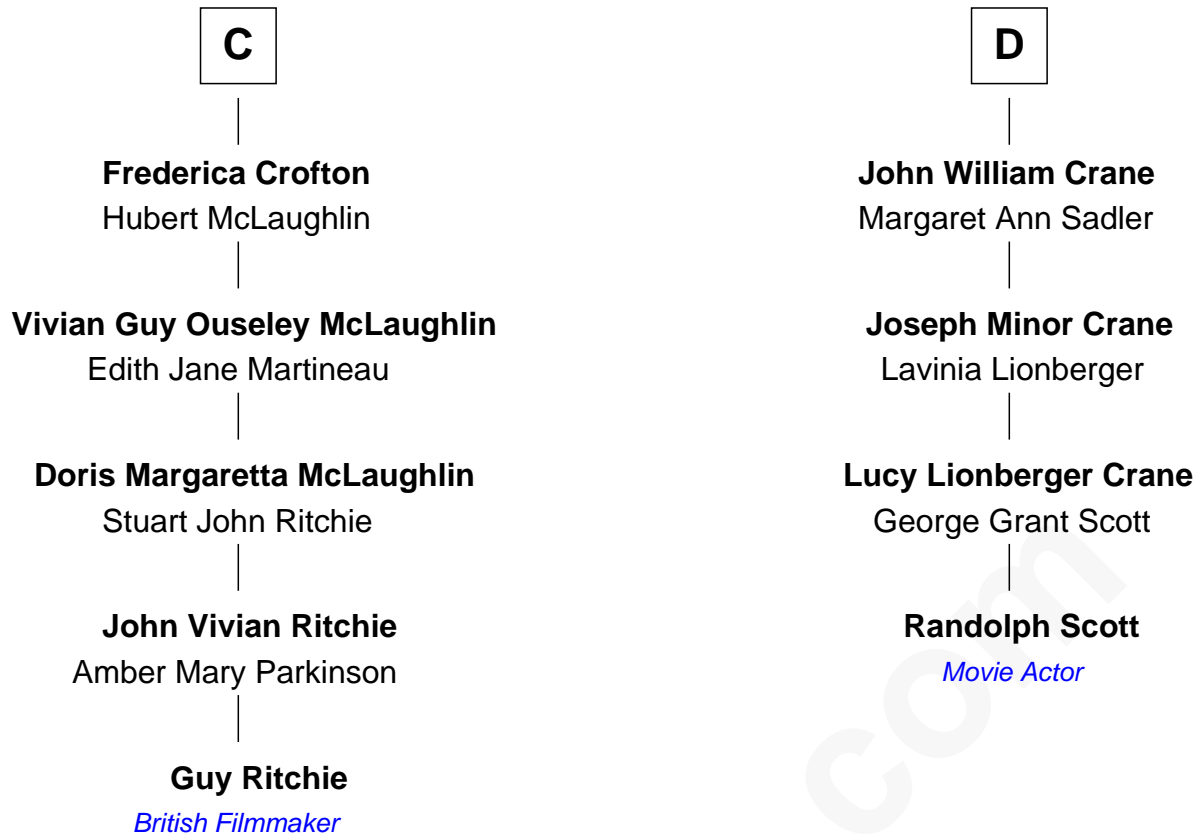 C
Frederica Crofton
Hubert McLaughlin
Vivian Guy Ouseley McLaughlin
Edith Jane Martineau
Doris Margaretta McLaughlin
Stuart John Ritchie
John Vivian Ritchie
Amber Mary Parkinson
Guy Ritchie
British Filmmaker
D
John William Crane
Margaret Ann Sadler
Joseph Minor Crane
Lavinia Lionberger
Lucy Lionberger Crane
George Grant Scott
Randolph Scott
Movie Actor
com